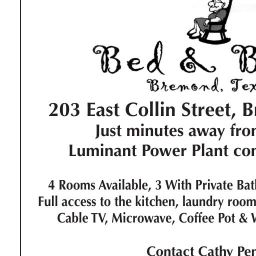 Bed & B
Bremond, Tex
203 East Collin Street, Br
Just minutes away fro
Luminant Power Plant con
4 Rooms Available, 3 With Private Bat
Full access to the kitchen, laundry room
Cable TV, Microwave, Coffee Pot & 
Contact Cathy Per